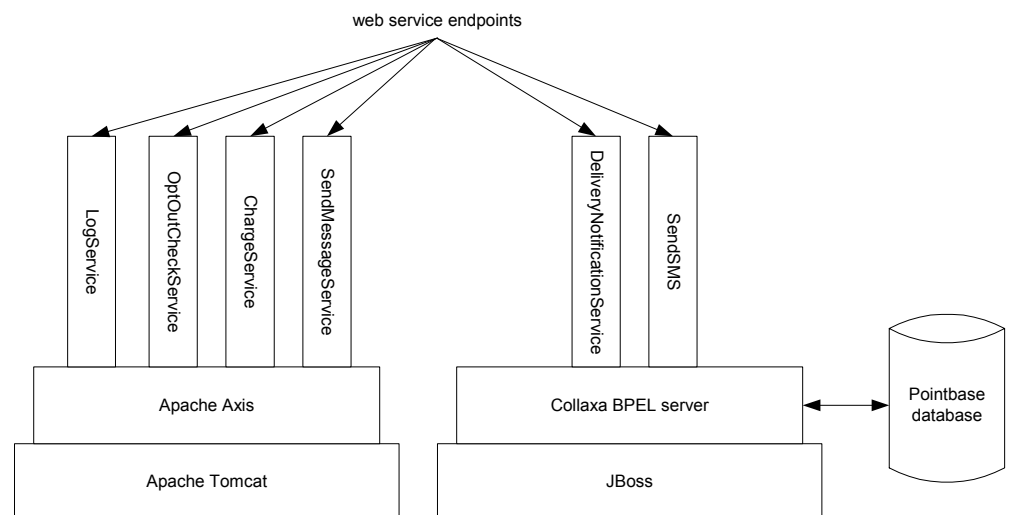 web service endpoints
LogService
OptOutCheckService
ChargeService
SendMessageService
DeliveryNotificationService
SendSMS
Apache Axis
Collaxa BPEL server
Pointbase
database
Apache Tomcat
JBoss